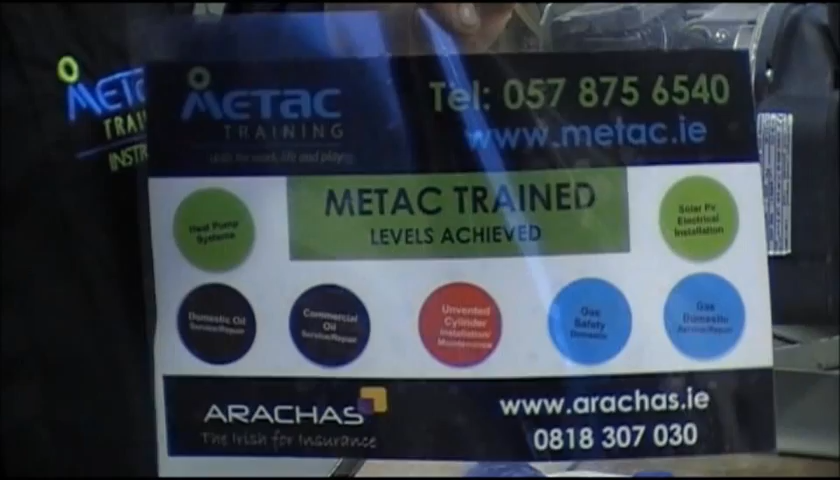 METAC
TRAINING
skills for work, life and play
Tel: 057 875 6540
www.metac.ie
METAC TRAINED
LEVELS ACHIEVED
Heat Pump
Systems
Solar Pv
Electrical
Installation
Domestic Oil
Service/Repair
Commercial
Oil
Service/Repair
Unvented
Cylinder
Installation/
Maintenance
Gas
Safety
Domestic
Gas
Domestic
Service/Repair
ARACHAS
The Irish for Insurance
www.arachas.ie
0818 307 030